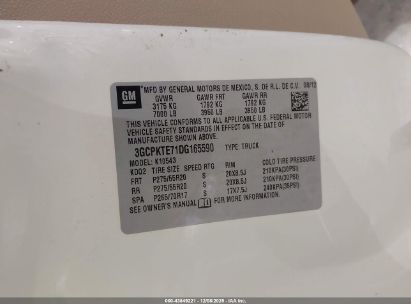 GM
MFD BY GENERAL MOTORS DE MEXICO, S. DE R.L. DE C.V. 08/12
GVWR GAWR FRT GAWR RR
3175 KG 1792 KG 1792 KG
7000 LB 3950 LB 3950 LB
THIS VEHICLE CONFORMS TO ALL APPLICABLE U.S. FEDERAL MOTOR
VEHICLE SAFETY STANDARDS IN EFFECT ON THE DATE OF
MANUFACTURE SHOWN ABOVE.
3GCPKTE71DG165590 TYPE: TRUCK
MODEL: K10543
TIRE SIZE SPEED RTG RIM COLD TIRE PRESSURE
FRT P275/55R20 S 20X8.5J 210KPA(30PSI)
RR P275/55R20 S 20X8.5J 210KPA(30PSI)
SPA P265/70R17 S 17X7.5J 240KPA(35PSI)
SEE OWNER'S MANUAL FOR MORE INFORMATION